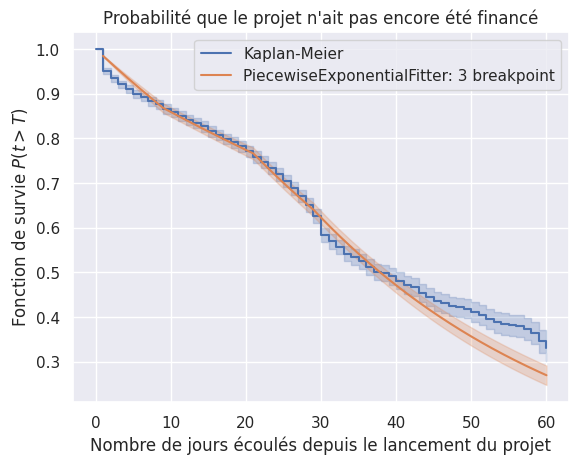 Probabilité que le projet n'ait pas encore été financé
Kaplan-Meier
PiecewiseExponentialFitter: 3 breakpoint
Fonction de survie P(t > T)
1.0
0.9
0.8
0.7
0.6
0.5
0.4
0.3
0 10 20 30 40 50 60
Nombre de jours écoulés depuis le lancement du projet